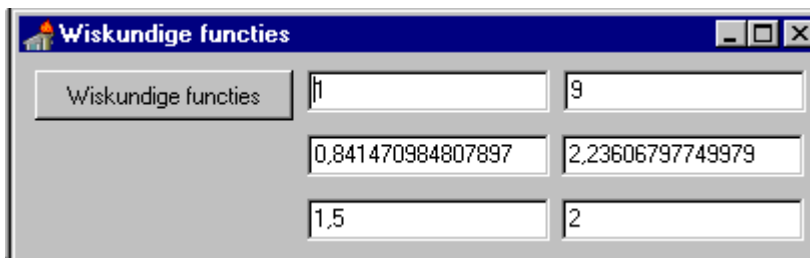 Wiskundige functies
Wiskundige functies 1 9
0,841470984807897 2,23606797749979
1,5 2